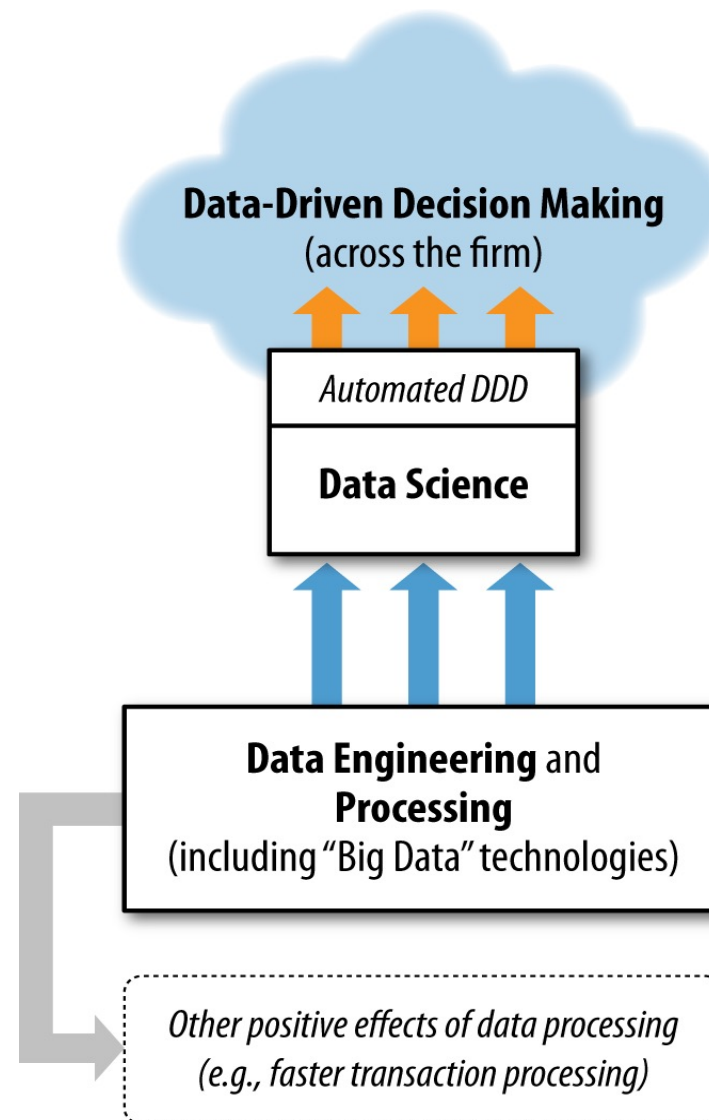 Data-Driven Decision Making
(across the firm)
Automated DDD
Data Science
Data Engineering and
Processing
(including “Big Data” technologies)
Other positive effects of data processing
(e.g., faster transaction processing)